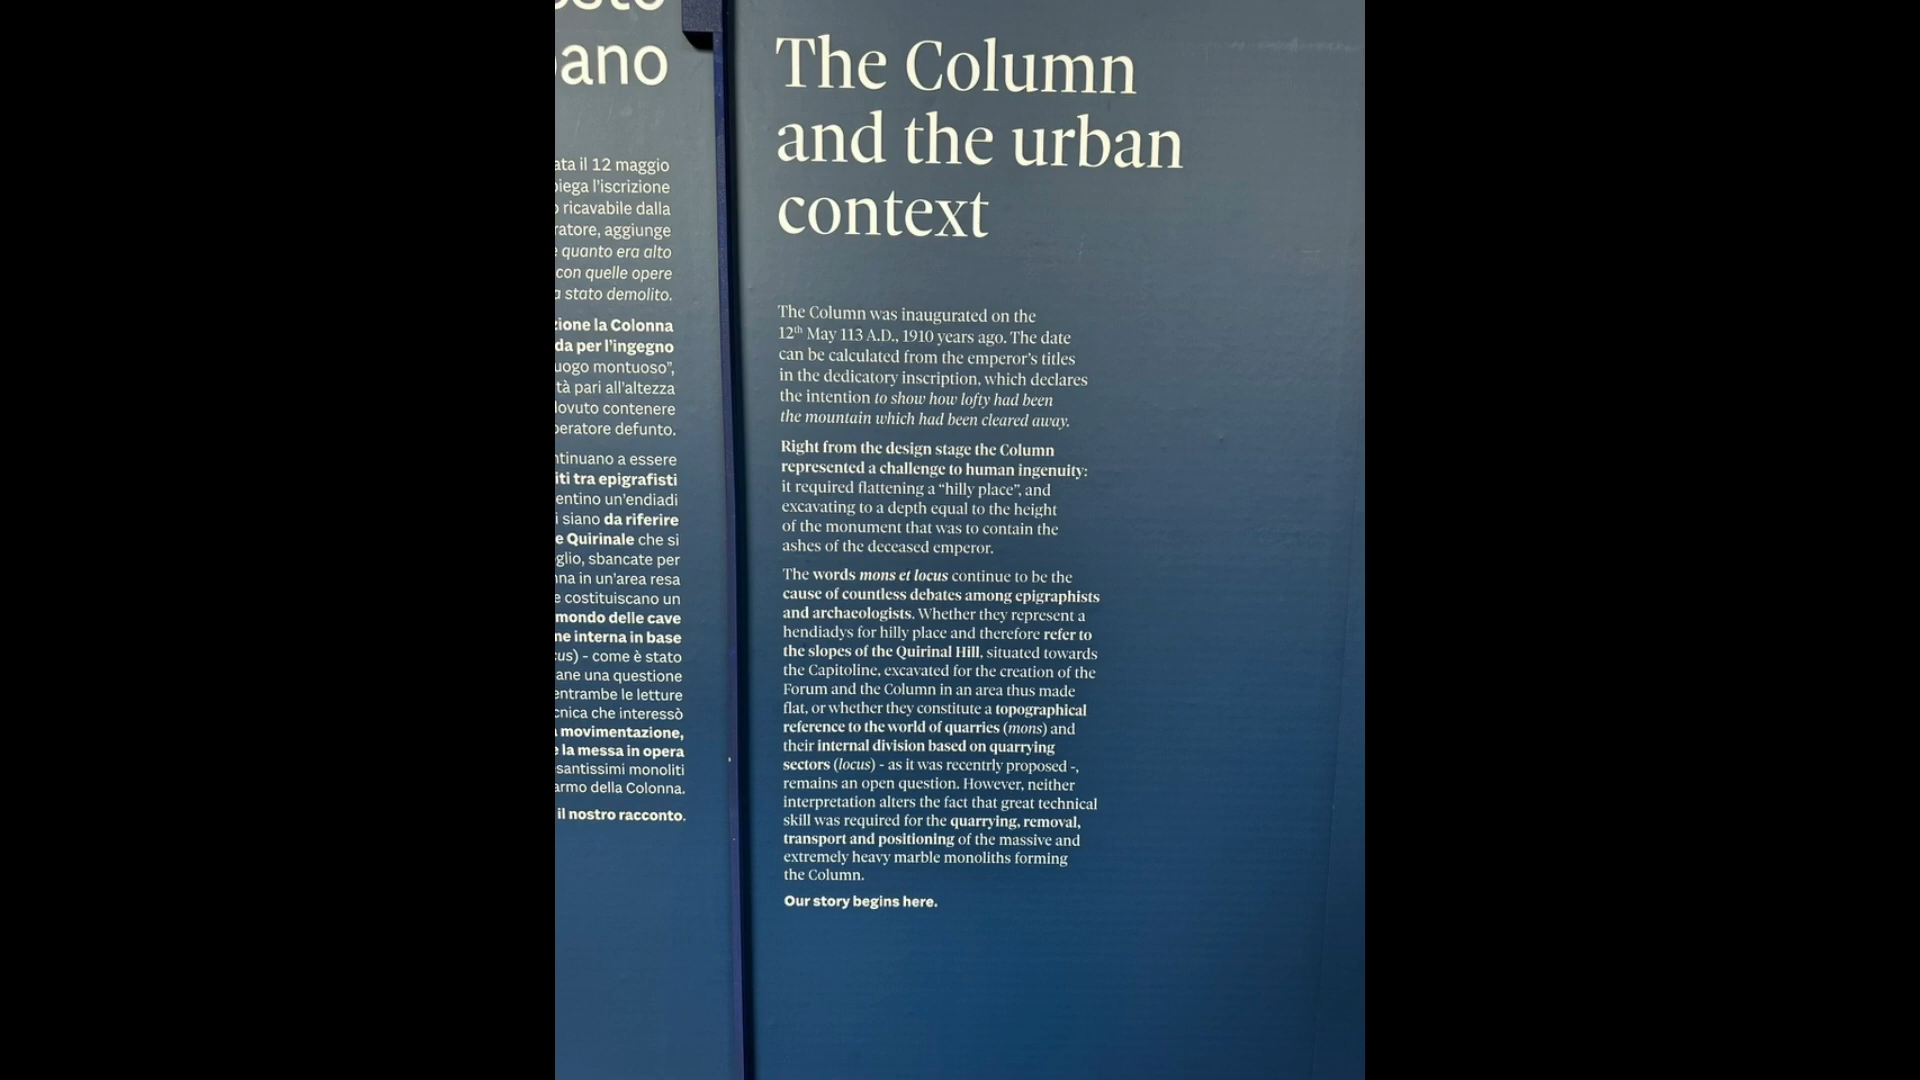 ano
ata il 12 maggio
iega l'iscrizione
ricavabile dalla
ratore, aggiunge
quanto era alto
con quelle opere
stato demolito.
zione la Colonna
da per l'ingegno
uogo montuoso”,
tà pari all'altezza
lovuto contenere
peratore defunto.
ntinuano a essere
iti tra epigrafisti
entino un'endiadi
i siano da riferire
e Quirinale che si
glio, sbancate per
nna in un'area resa
e costituiscano un
mondo delle cave
ne interna in base
cus) - come è stato
ane una questione
entrambe le letture
cnica che interessò
movimentazione,
e la messa in opera
santissimi monoliti
armo della Colonna.
il nostro racconto.
The Column
and the urban
context
The Column was inaugurated on the
12th May 113 A.D., 1910 years ago. The date
can be calculated from the emperor's titles
in the dedicatory inscription, which declares
the intention to show how lofty had been
the mountain which had been cleared away.
Right from the design stage the Column
represented a challenge to human ingenuity:
it required flattening a “hilly place”, and
excavating to a depth equal to the height
of the monument that was to contain the
ashes of the deceased emperor.
The words mons et locus continue to be the
cause of countless debates among epigraphists
and archaeologists. Whether they represent a
hendiadys for hilly place and therefore refer to
the slopes of the Quirinal Hill, situated towards
the Capitoline, excavated for the creation of the
Forum and the Column in an area thus made
flat, or whether they constitute a topographical
reference to the world of quarries (mons) and
their internal division based on quarrying
sectors (locus) - as it was recentrly proposed -,
remains an open question. However, neither
interpretation alters the fact that great technical
skill was required for the quarrying, removal,
transport and positioning of the massive and
extremely heavy marble monoliths forming
the Column.
Our story begins here.